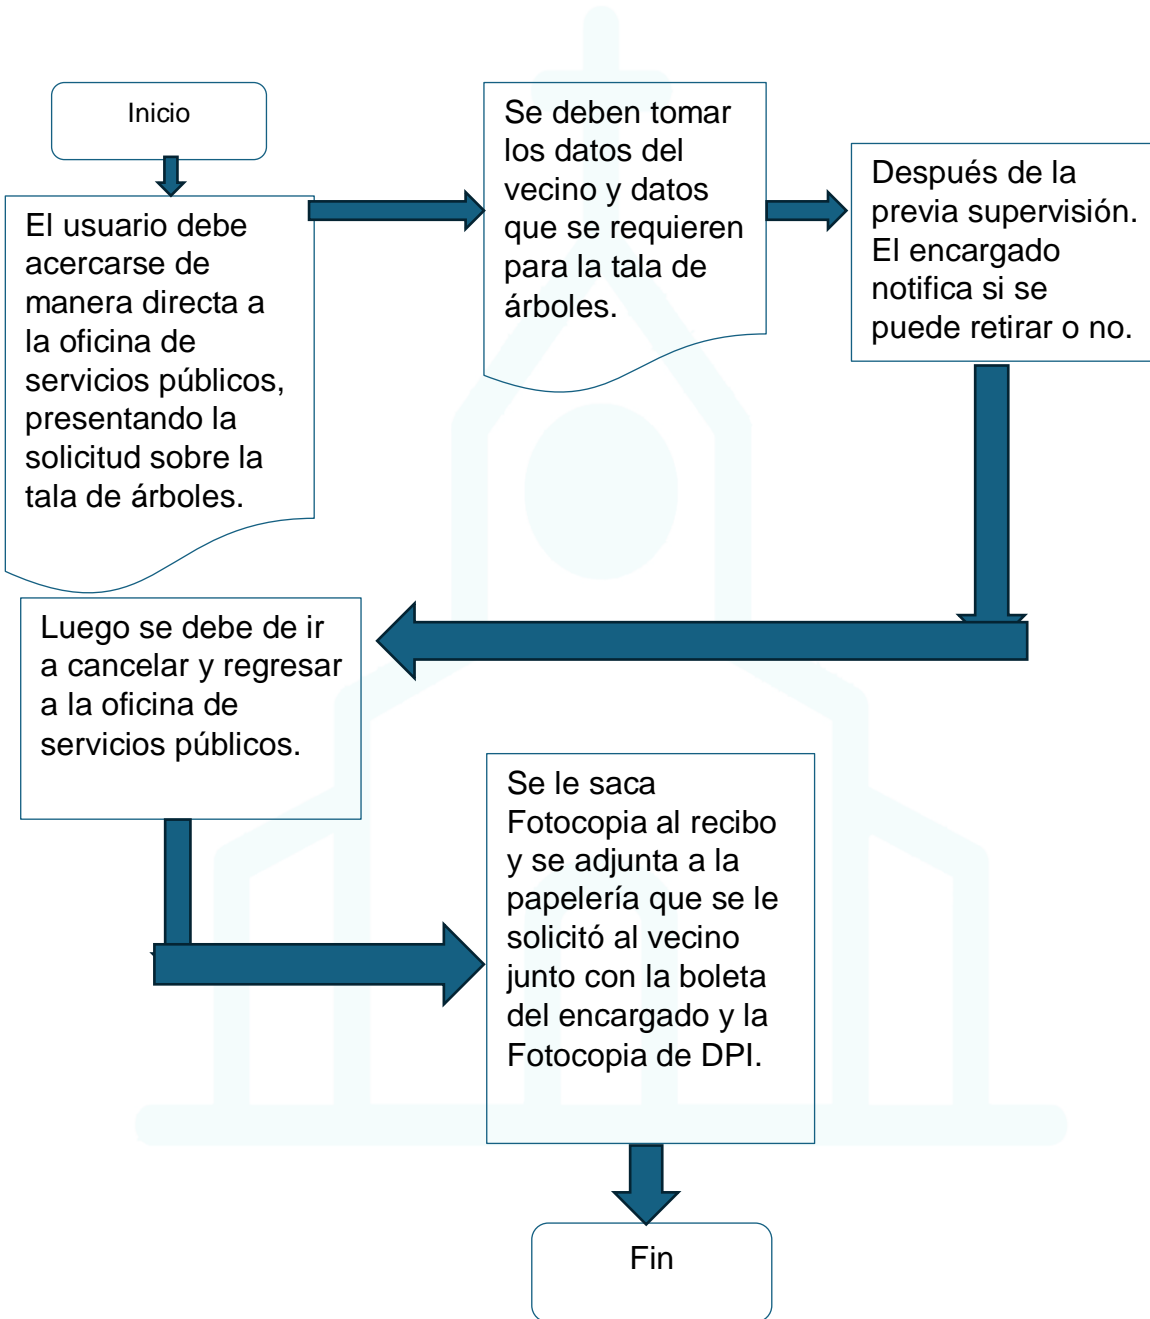 Inicio
El usuario debe
acercarse de
manera directa a
la oficina de
servicios públicos,
presentando la
solicitud sobre la
tala de árboles.
Se deben tomar
los datos del
vecino y datos
que se requieren
para la tala de
árboles.
Después de la
previa supervisión.
El encargado
notifica si se
puede retirar o no.
Luego se debe de ir
a cancelar y regresar
a la oficina de
servicios públicos.
Se le saca
Fotocopia al recibo
y se adjunta a la
papelería que se le
solicitó al vecino
junto con la boleta
del encargado y la
Fotocopia de DPI.
Fin